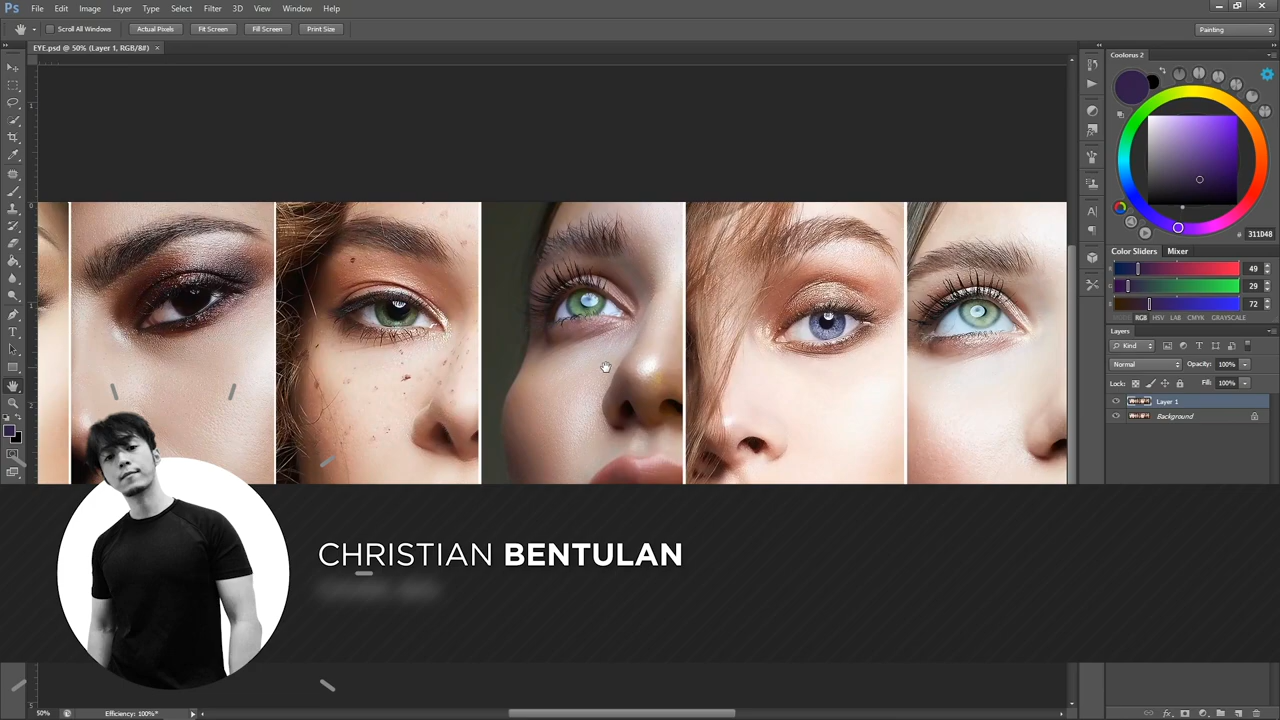 Ps File Edit Image Layer Type Select Filter 3D View Window Help
Scroll All Windows Actual Pixels Fit Screen Fill Screen Print Size Painting
EYE.psd @ 50% (Layer 1, RGB/8#) ×
Coolorus 2
# 311D48
Color Sliders Mixer
R 49
G 29
B 72
RGB HSV LAB CMYK GRAYSCALE
Layers
Kind
Normal Opacity: 100%
Lock: Fill: 100%
Layer 1
Background
CHRISTIAN BENTULAN
50% Efficiency: 100%*